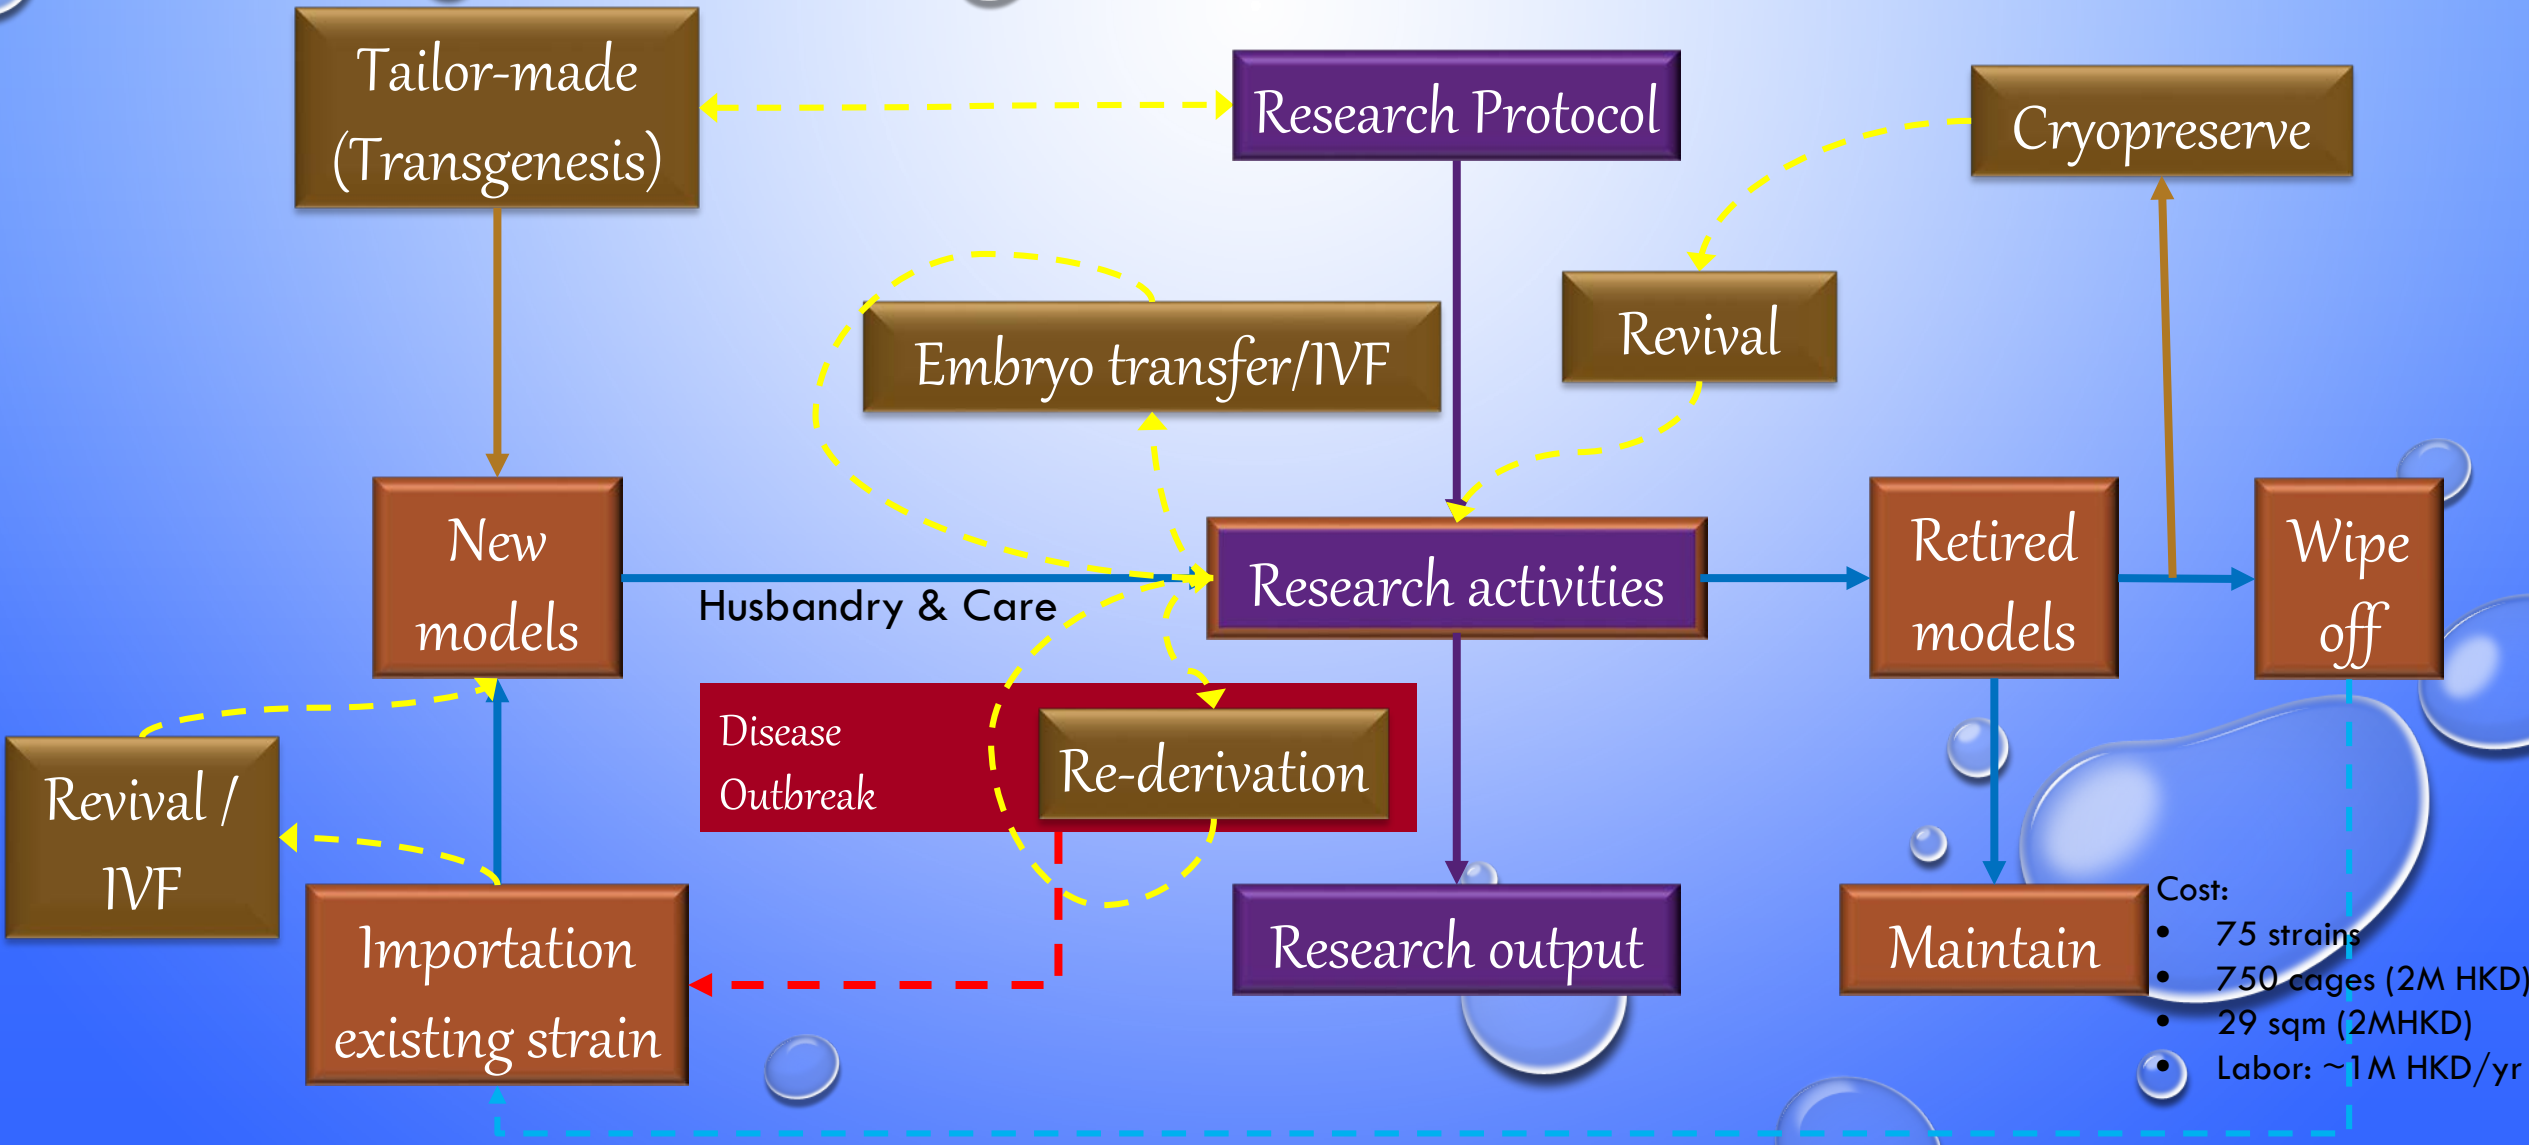 Tailor-made
(Transgenesis)
Research Protocol
Cryopreserve
Embryo transfer/IVF
Revival
New
models
Husbandry & Care
Research activities
Retired
models
Wipe
off
Disease
Outbreak
Re-derivation
Revival /
IVF
Importation
existing strain
Research output
Maintain
Cost:
• 75 strains
• 750 cages (2M HKD)
• 29 sqm (2MHKD)
• Labor: ~1M HKD/yr